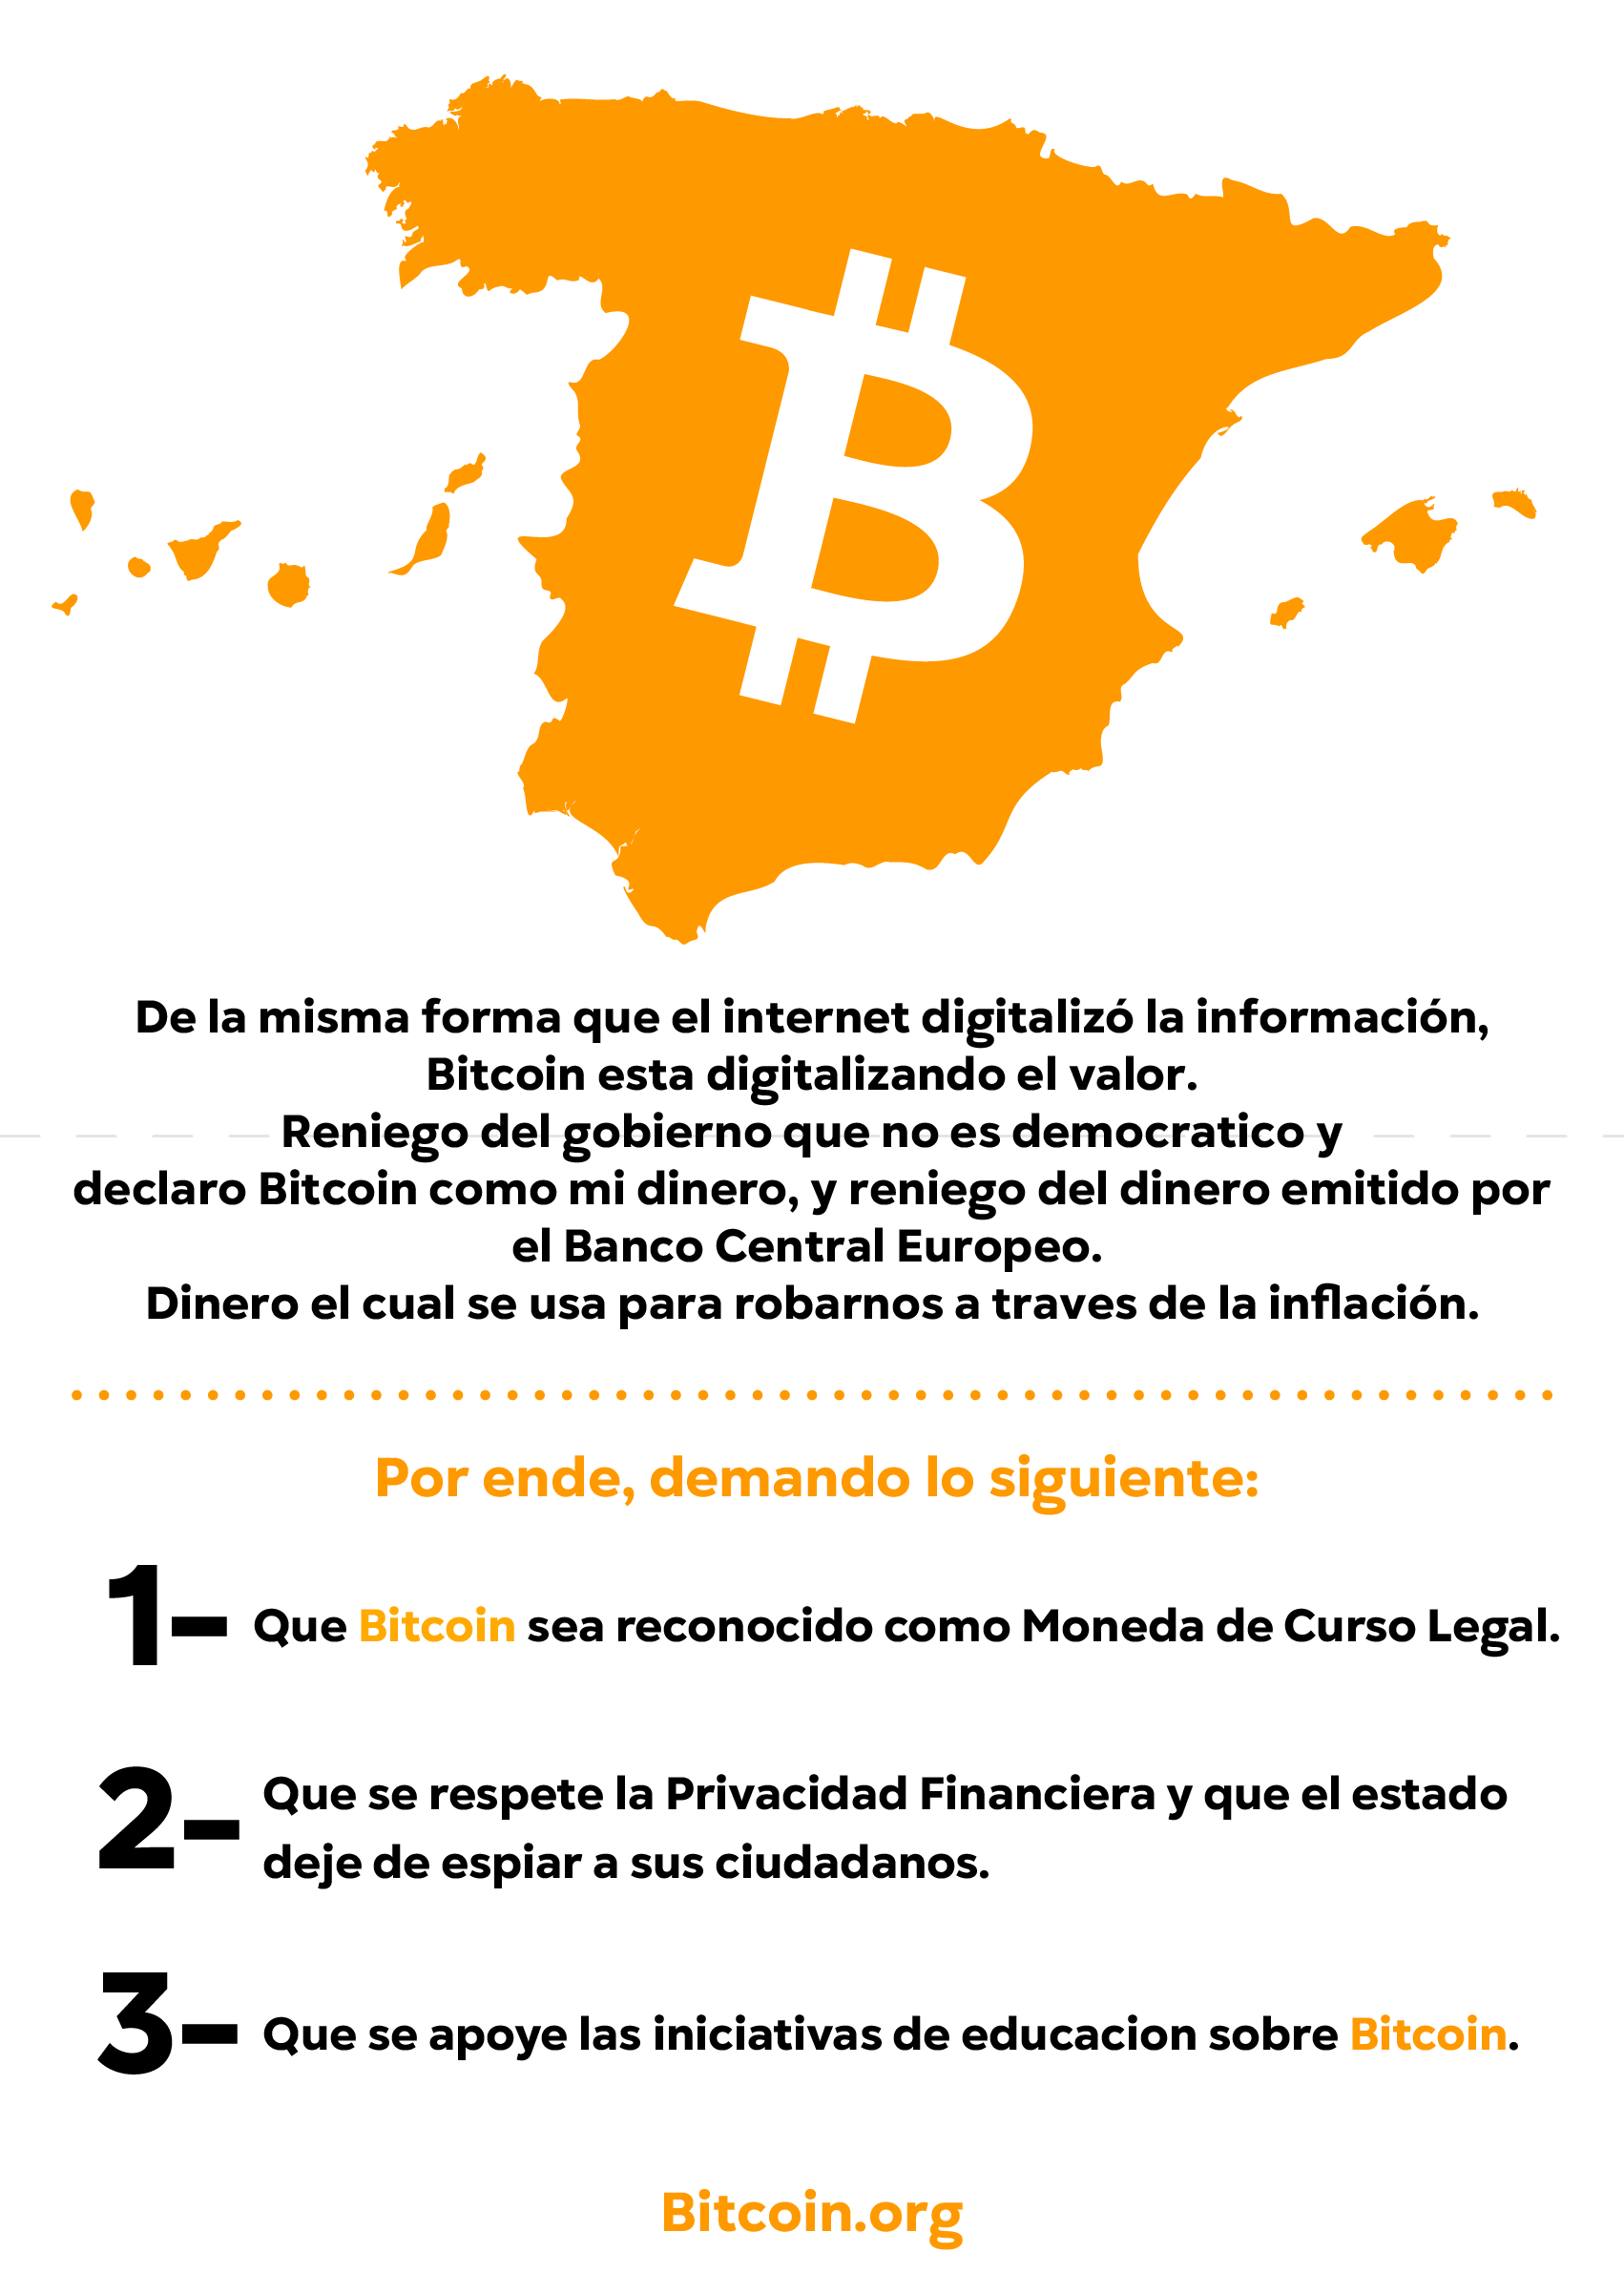 De la misma forma que el internet digitalizó la información,
Bitcoin esta digitalizando el valor.
Reniego del gobierno que no es democratico y
declaro Bitcoin como mi dinero, y reniego del dinero emitido por
el Banco Central Europeo.
Dinero el cual se usa para robarnos a traves de la inflación.
Por ende, demando lo siguiente:
1- Que Bitcoin sea reconocido como Moneda de Curso Legal.
2- Que se respete la Privacidad Financiera y que el estado
deje de espiar a sus ciudadanos.
3- Que se apoye las iniciativas de educacion sobre Bitcoin.
Bitcoin.org